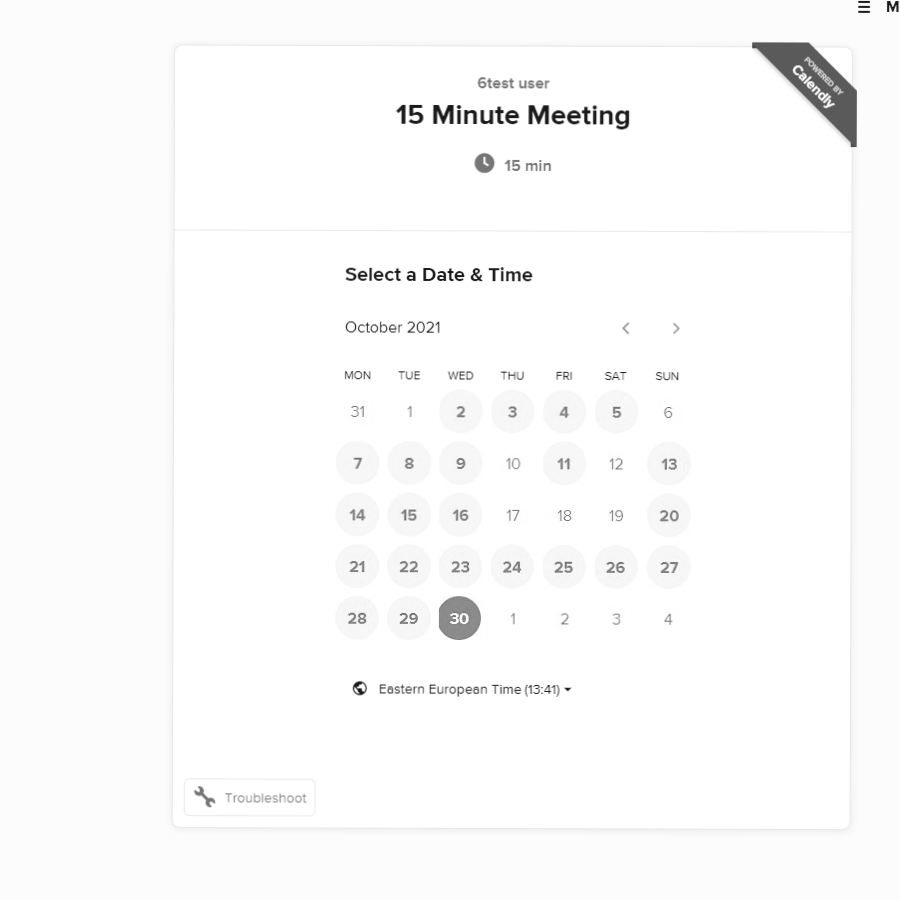 M
POWERED BY
Calendly
6test user
15 Minute Meeting
15 min
Select a Date & Time
October 2021
MON TUE WED THU FRI SAT SUN
31 1 2 3 4 5 6
7 8 9 10 11 12 13
14 15 16 17 18 19 20
21 22 23 24 25 26 27
28 29 30 1 2 3 4
Eastern European Time (13:41)
Troubleshoot